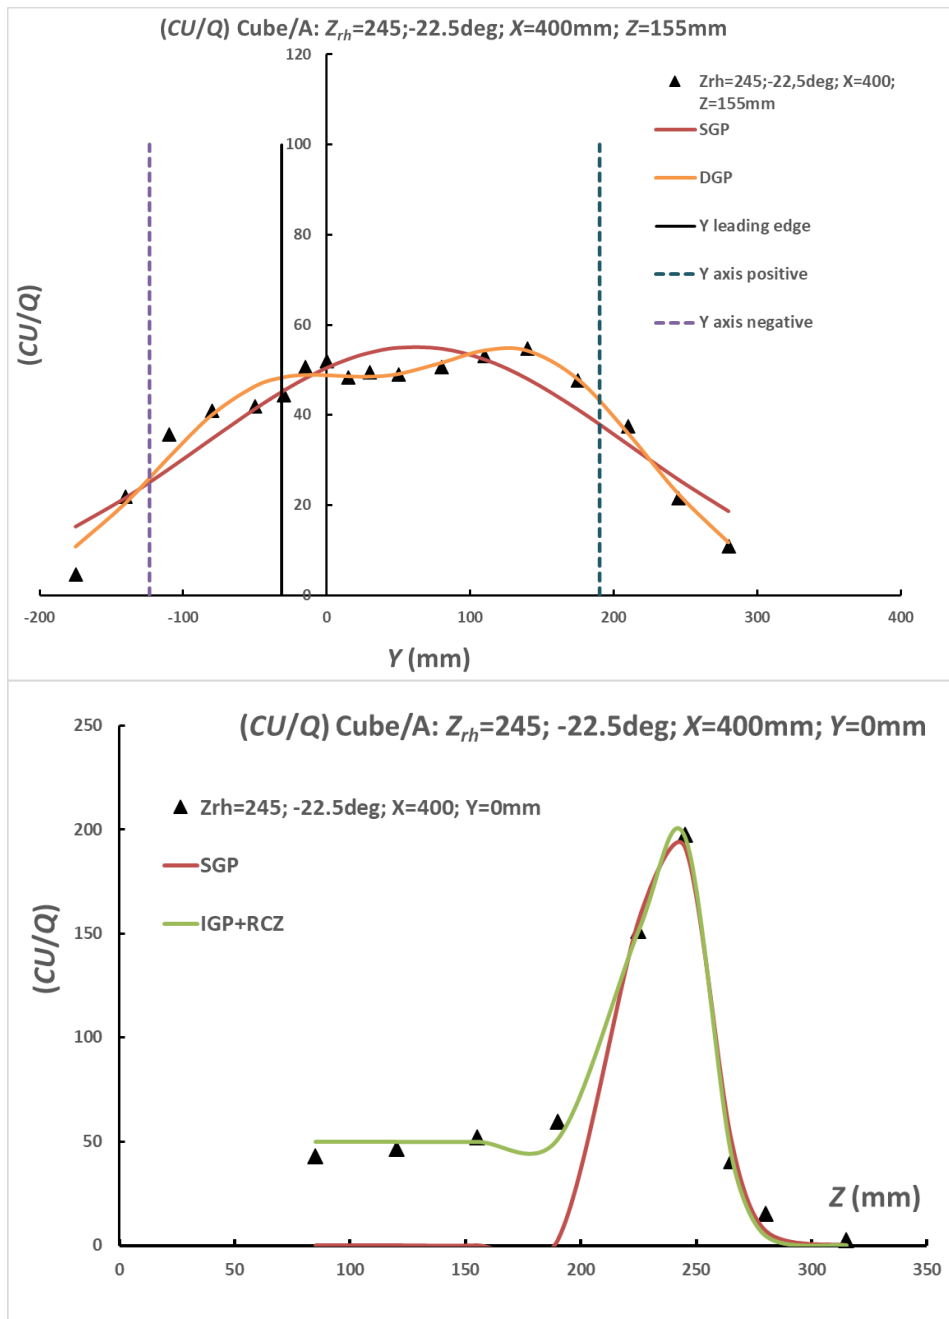 (CU/Q) Cube/A: Zrh=245;-22.5deg; X=400mm; Z=155mm
120
100
80
60
40
20
0
-200 -100 0 100 200 300 400
(CU/Q)
Y (mm)
Zrh=245;-22,5deg; X=400;
Z=155mm
SGP
DGP
Y leading edge
Y axis positive
Y axis negative
(CU/Q) Cube/A: Zrh=245; -22.5deg; X=400mm; Y=0mm
250
200
150
100
50
0
0 50 100 150 200 250 300 350
(CU/Q)
Zrh=245; -22.5deg; X=400; Y=0mm
SGP
IGP+RCZ
Z (mm)